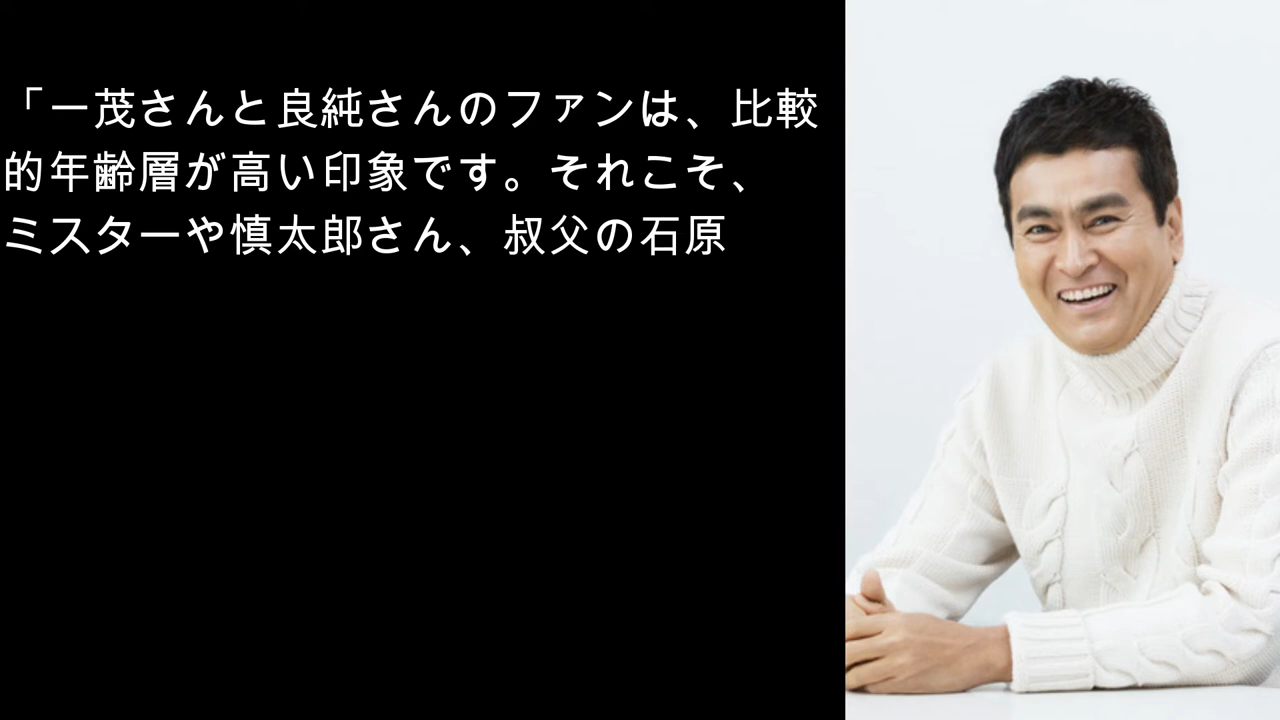 「一茂さんと良純さんのファンは、比較
的年齢層が高い印象です。それこそ、
ミスターや慎太郎さん、叔父の石原